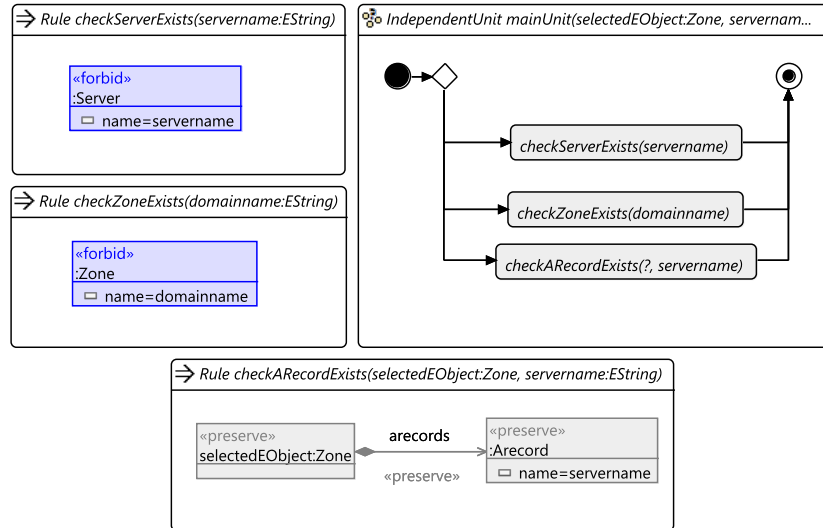 Rule checkServerExists(servername:EString)
«forbid»
:Server
name=servername
Rule checkZoneExists(domainname:EString)
«forbid»
:Zone
name=domainname
IndependentUnit mainUnit(selectedEObject:Zone, servernam...
checkServerExists(servername)
checkZoneExists(domainname)
checkARecordExists(?, servername)
Rule checkARecordExists(selectedEObject:Zone, servername:EString)
«preserve»
selectedEObject:Zone
arecords
«preserve»
«preserve»
:Arecord
name=servername